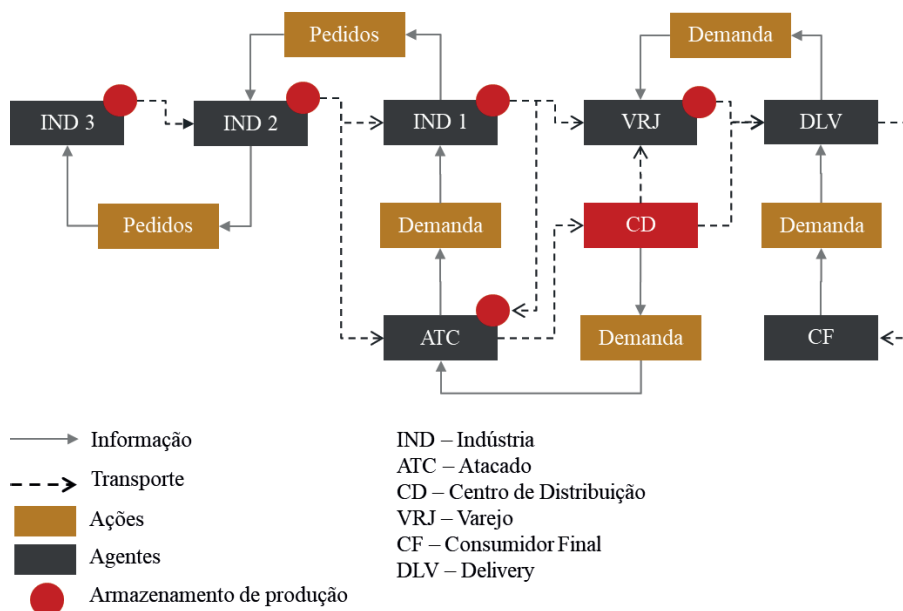 Pedidos
Demanda
IND 3
IND 2
IND 1
VRJ
DLV
Pedidos
Demanda
CD
Demanda
ATC
Demanda
CF
Informação
Transporte
Ações
Agentes
Armazenamento de produção
IND – Indústria
ATC – Atacado
CD – Centro de Distribuição
VRJ – Varejo
CF – Consumidor Final
DLV – Delivery